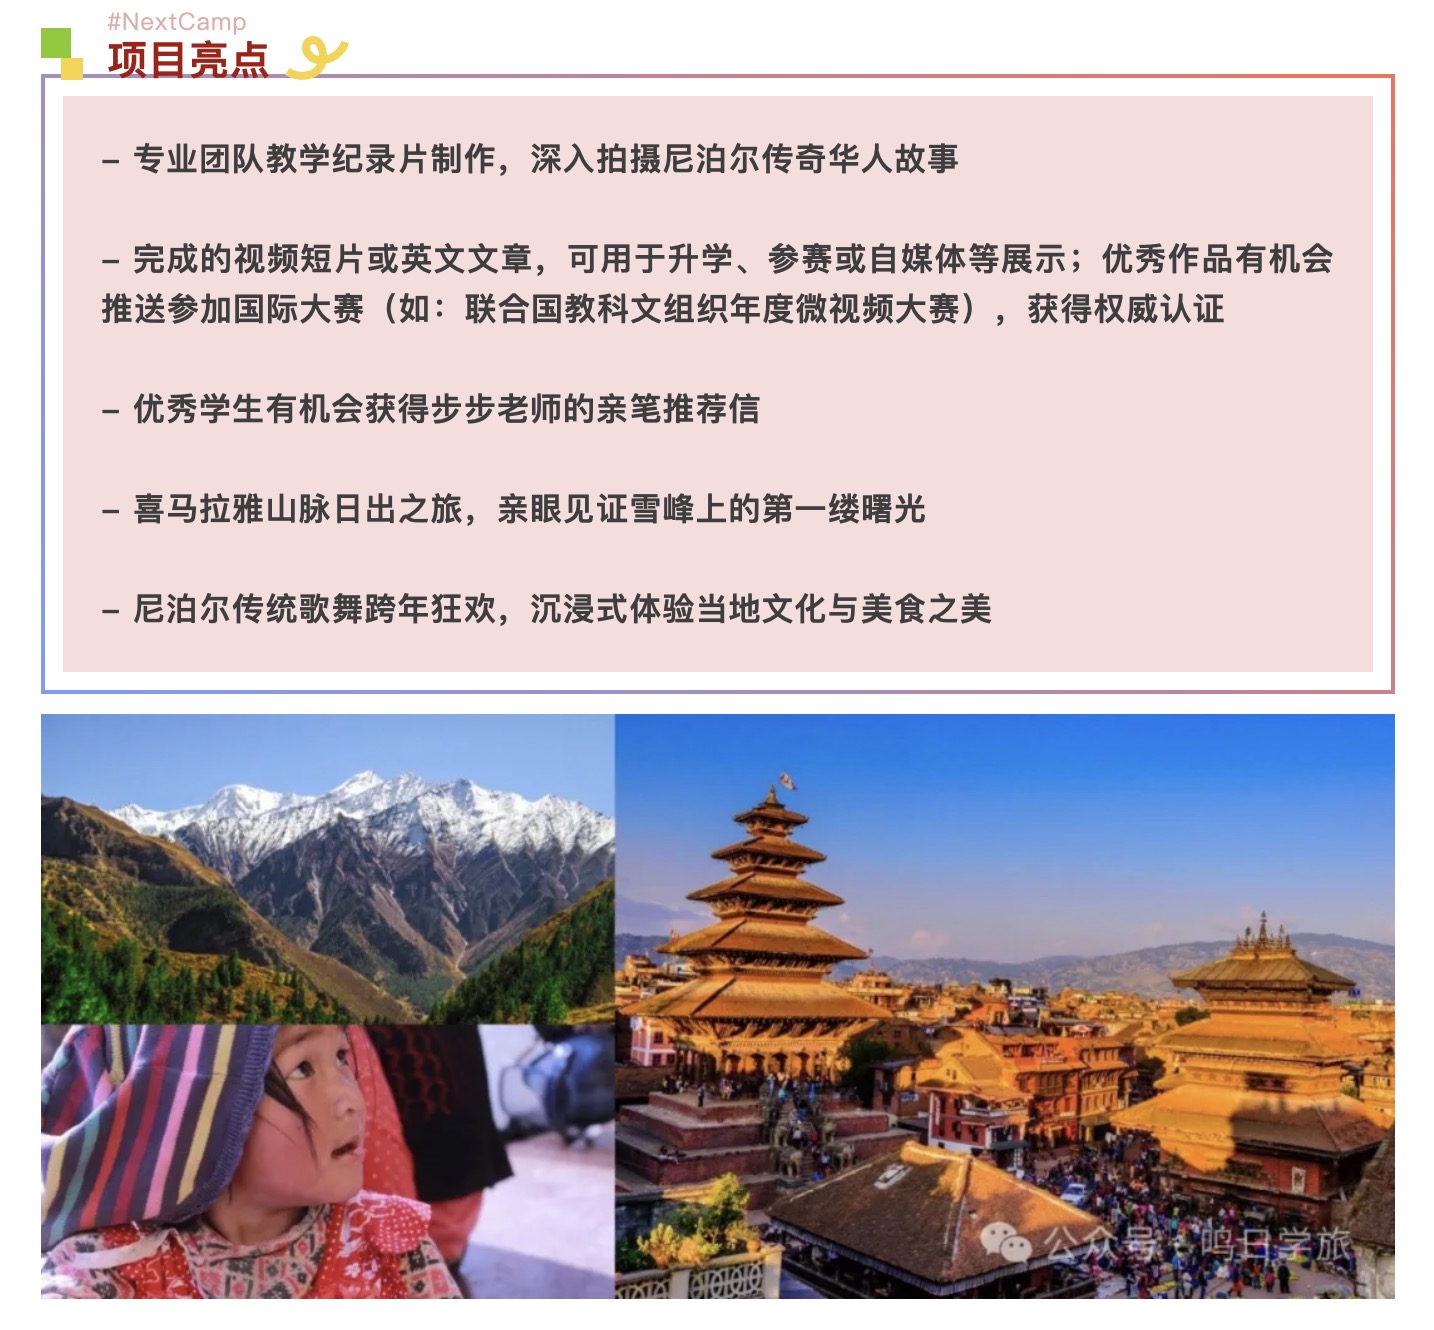 #NextCamp
项目亮点
– 专业团队教学纪录片制作，深入拍摄尼泊尔传奇华人故事
– 完成的视频短片或英文文章，可用于升学、参赛或自媒体等展示；优秀作品有机会
推送参加国际大赛（如：联合国教科文组织年度微视频大赛），获得权威认证
– 优秀学生有机会获得步步老师的亲笔推荐信
– 喜马拉雅山脉日出之旅，亲眼见证雪峰上的第一缕曙光
– 尼泊尔传统歌舞跨年狂欢，沉浸式体验当地文化与美食之美
公众号 · 鸣日学旅